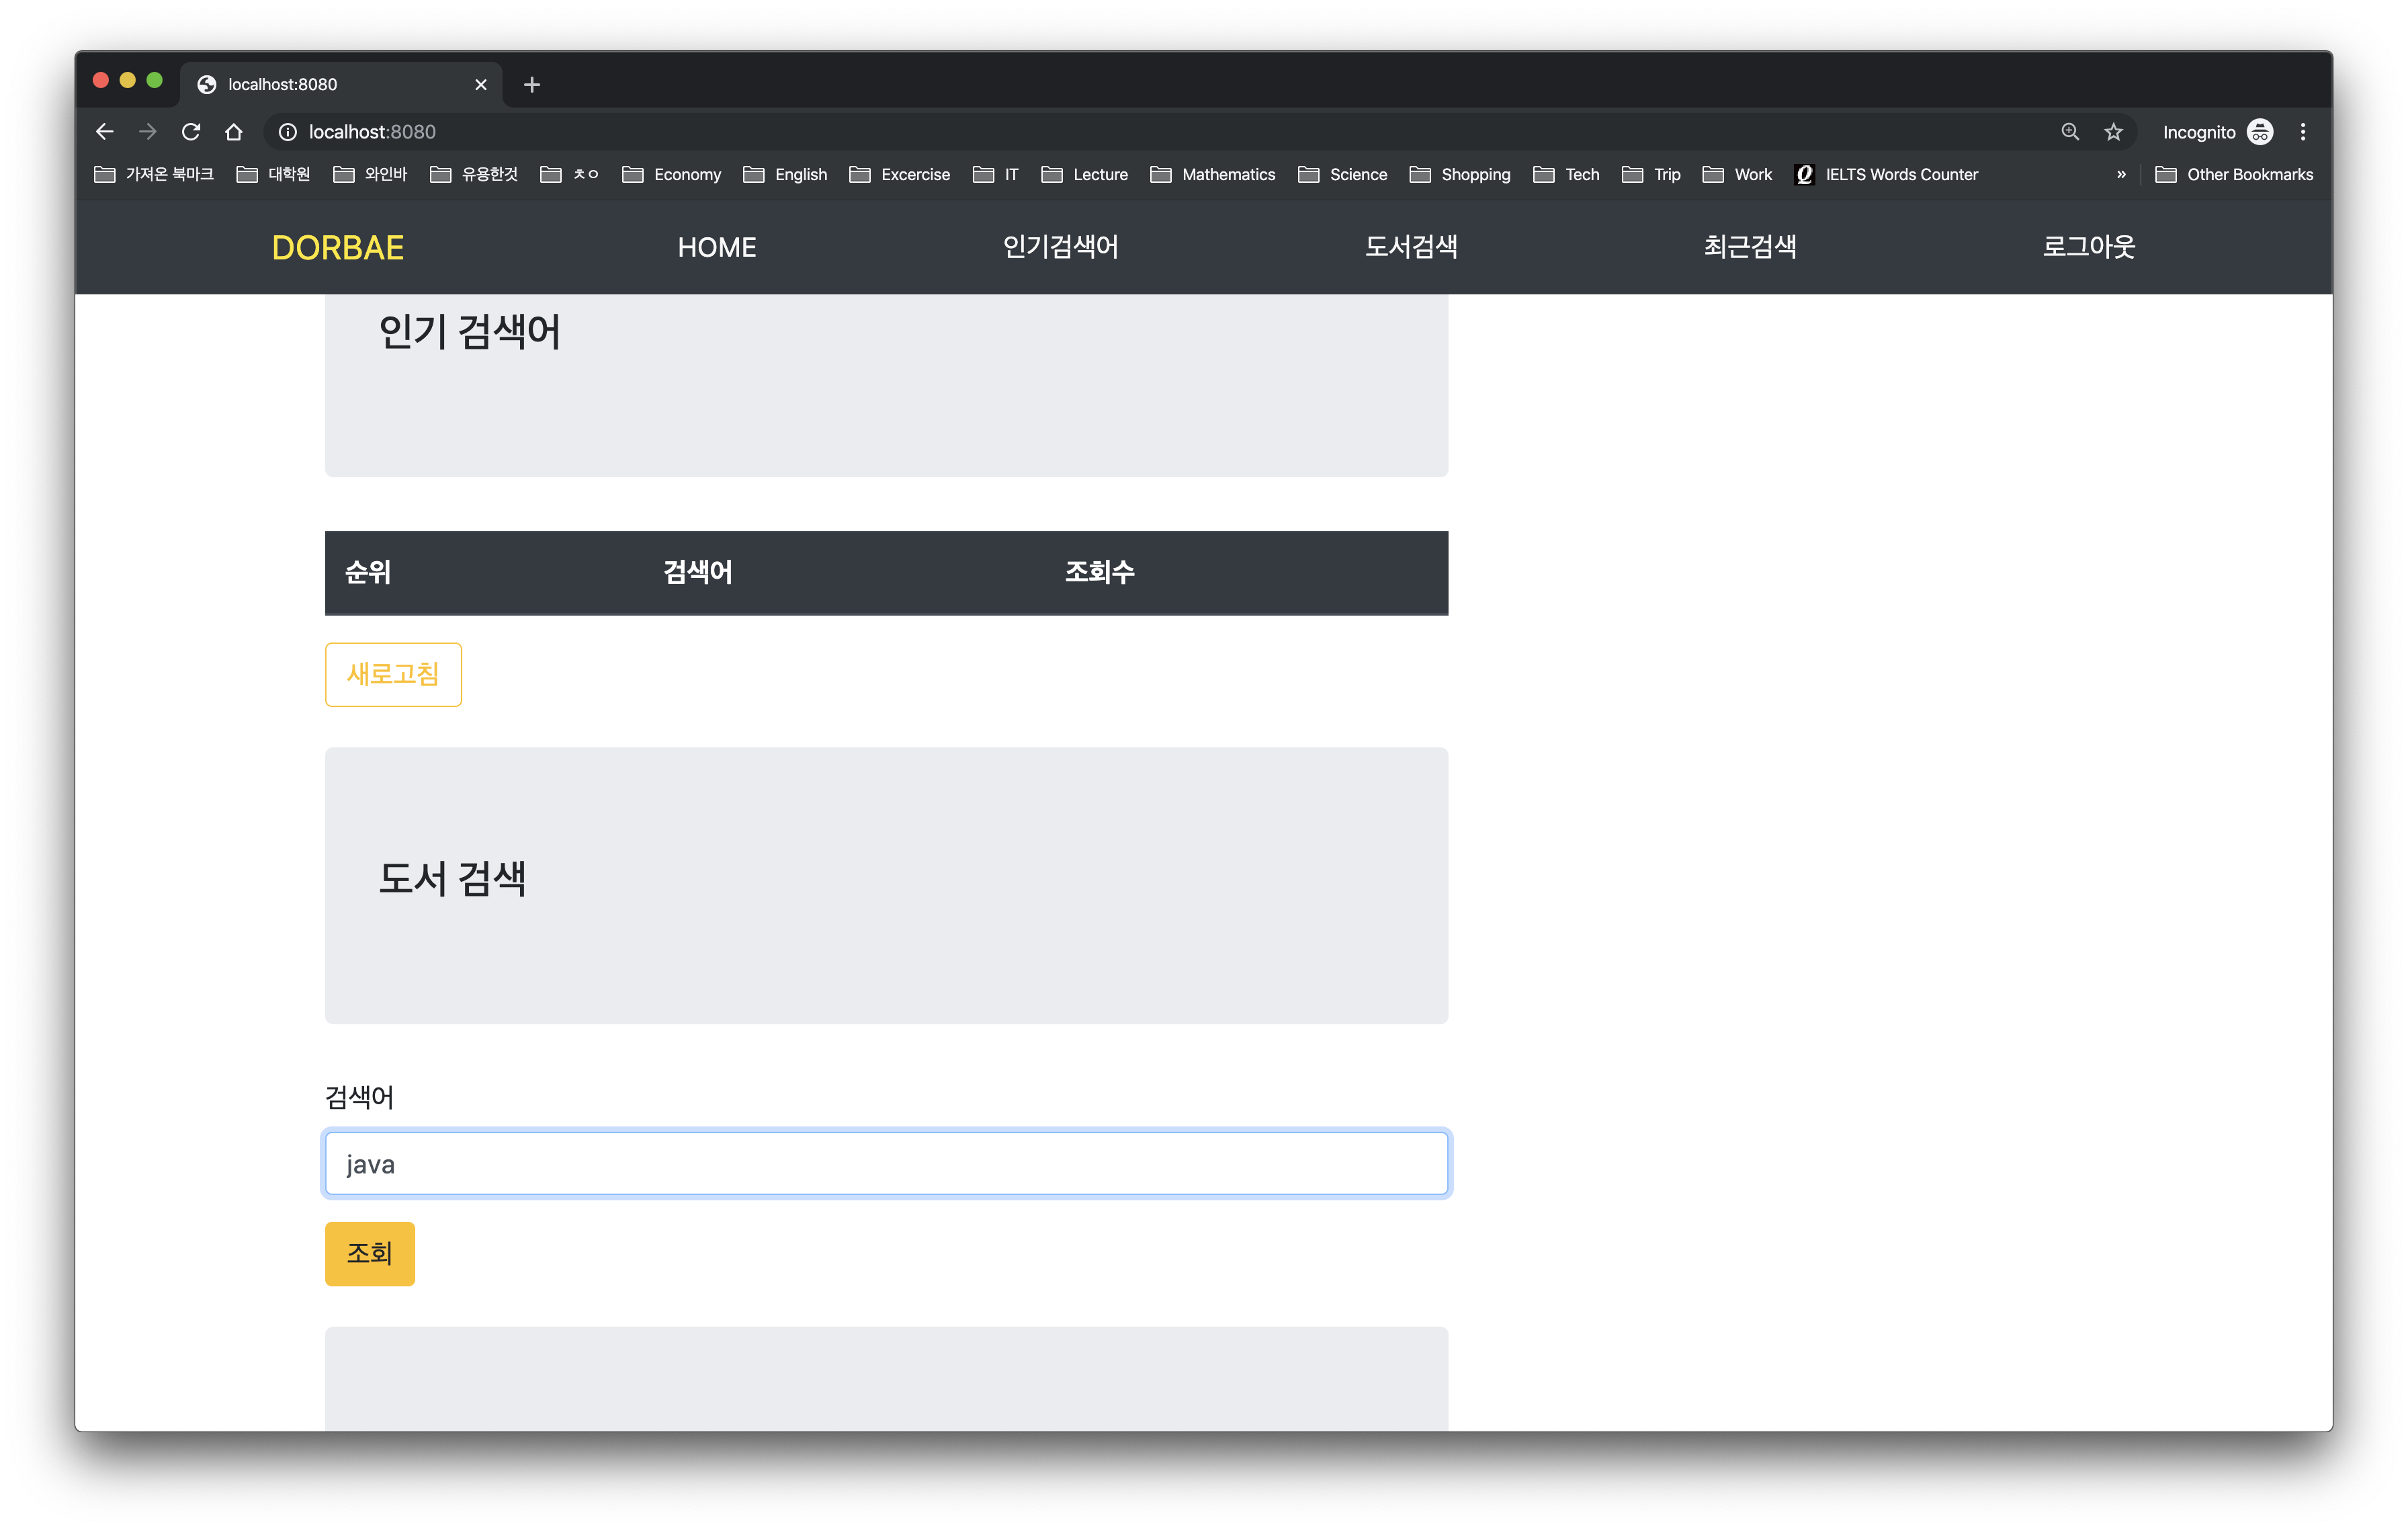 localhost:8080
localhost:8080 Incognito
가져온 북마크 대학원 와인바 유용한것 ㅊㅇ Economy English Excercise IT Lecture Mathematics Science Shopping Tech Trip Work Q IELTS Words Counter » Other Bookmarks
DORBAE HOME 인기검색어 도서검색 최근검색 로그아웃
인기 검색어
순위 검색어 조회수
새로고침
도서 검색
검색어
java
조회